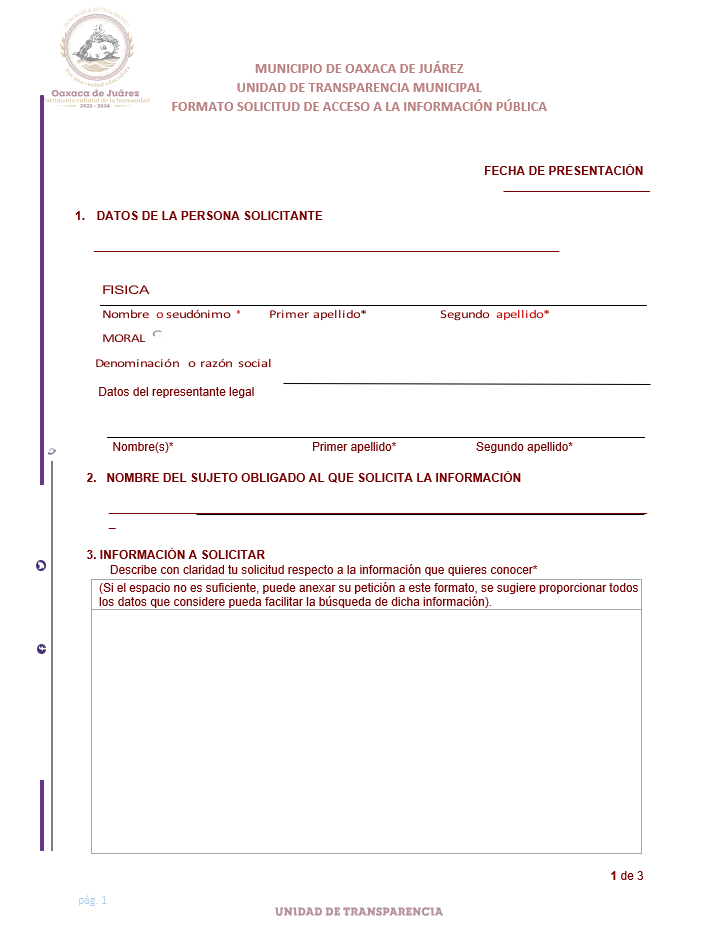 MUNICIPIO DE OAXACA DE JUÁREZ
UNIDAD DE TRANSPARENCIA MUNICIPAL
FORMATO SOLICITUD DE ACCESO A LA INFORMACIÓN PÚBLICA
Oaxaca de Juárez
Patrimonio cultural de la humanidad
2022 - 2024
FECHA DE PRESENTACIÓN
1. DATOS DE LA PERSONA SOLICITANTE
FISICA
Nombre o seudónimo * Primer apellido* Segundo apellido*
MORAL
Denominación o razón social
Datos del representante legal
Nombre(s)* Primer apellido* Segundo apellido*
2. NOMBRE DEL SUJETO OBLIGADO AL QUE SOLICITA LA INFORMACIÓN
3. INFORMACIÓN A SOLICITAR
Describe con claridad tu solicitud respecto a la información que quieres conocer*
(Si el espacio no es suficiente, puede anexar su petición a este formato, se sugiere proporcionar todos
los datos que considere pueda facilitar la búsqueda de dicha información).
1 de 3
pág. 1
UNIDAD DE TRANSPARENCIA